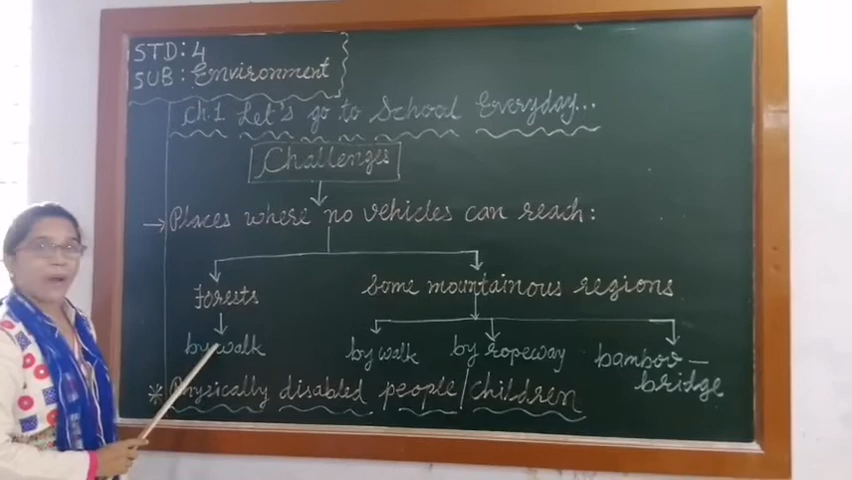 STD: 4
SUB: Environment
Ch.1 Let's go to School Everyday...
Challenges
→ Places where no vehicles can reach:
Forests
Some mountainous regions
by walk
by walk
by ropeway
bamboo-
bridge
* Physically disabled people/children